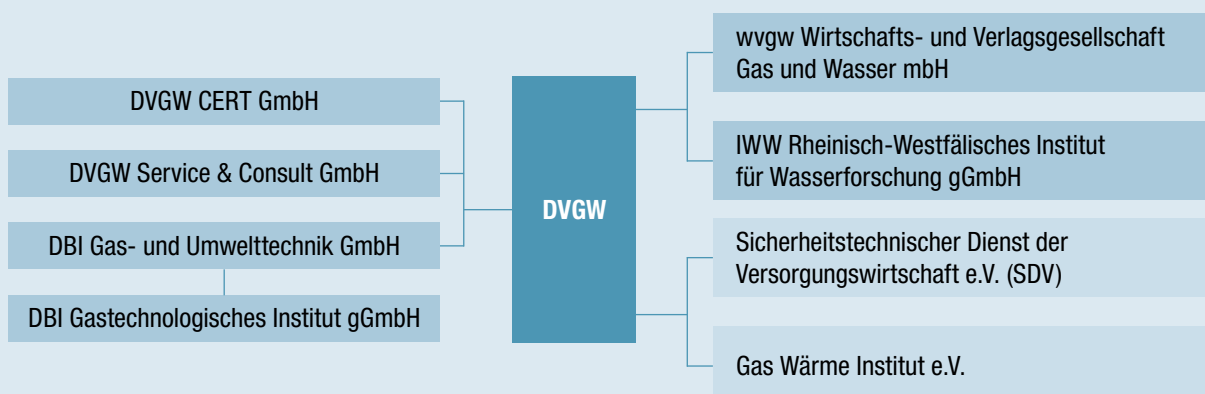 DVGW CERT GmbH
DVGW Service & Consult GmbH
DBI Gas- und Umwelttechnik GmbH
DBI Gastechnologisches Institut gGmbH
DVGW
wvgw Wirtschafts- und Verlagsgesellschaft
Gas und Wasser mbH
IWW Rheinisch-Westfälisches Institut
für Wasserforschung gGmbH
Sicherheitstechnischer Dienst der
Versorgungswirtschaft e.V. (SDV)
Gas Wärme Institut e.V.